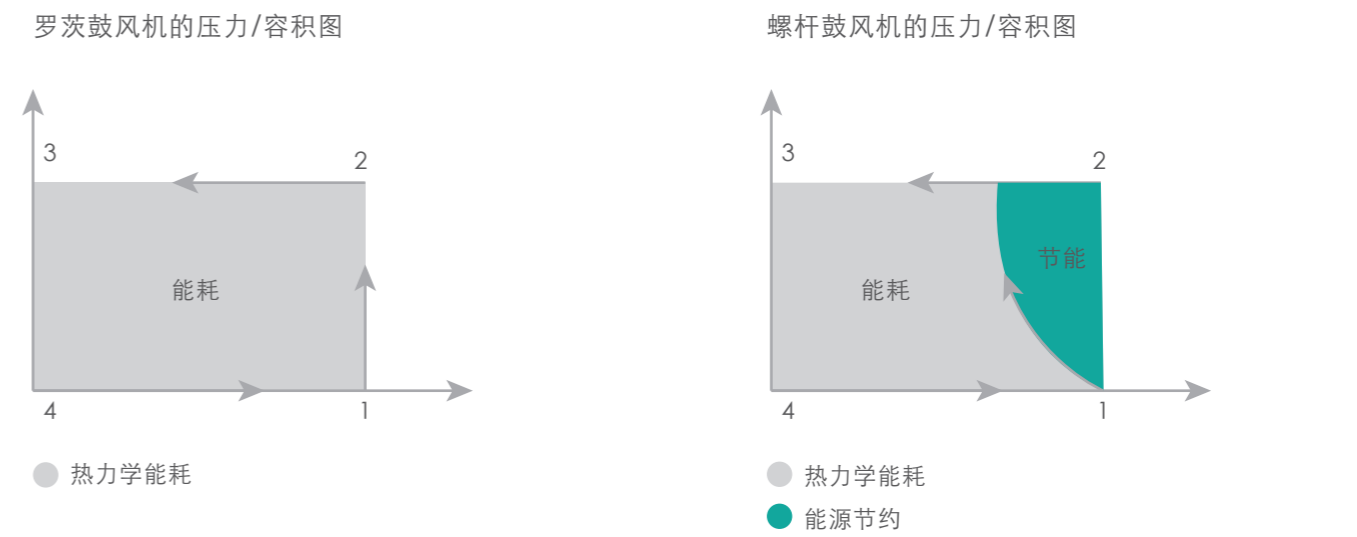 罗茨鼓风机的压力/容积图
3
2
能耗
4
1
热力学能耗
螺杆鼓风机的压力/容积图
3
2
节能
能耗
4
1
热力学能耗
能源节约